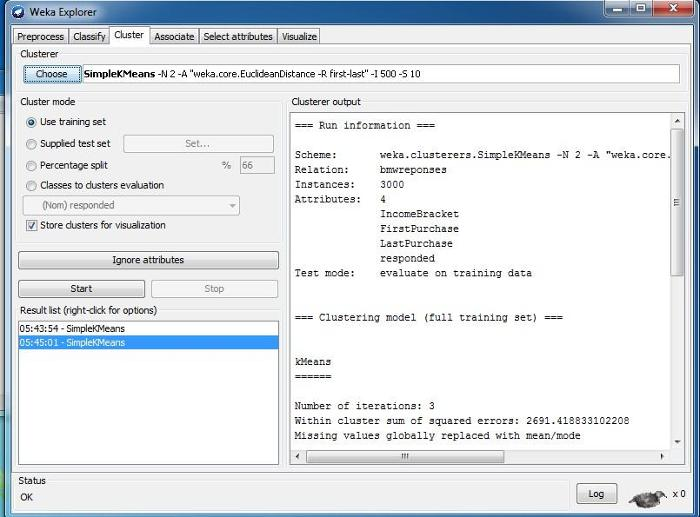 Weka Explorer
Preprocess Classify Cluster Associate Select attributes Visualize
Clusterer
Choose SimpleKMeans -N 2 -A "weka.core.EuclideanDistance -R first-last" -I 500 -S 10
Cluster mode
Use training set
Supplied test set Set...
Percentage split % 66
Classes to clusters evaluation
(Nom) responded
Store clusters for visualization
Ignore attributes
Start Stop
Result list (right-click for options)
05:43:54 - SimpleKMeans
05:45:01 - SimpleKMeans
Clusterer output
=== Run information ===
Scheme: weka.clusterers.SimpleKMeans -N 2 -A "weka.core.
Relation: bmwreponses
Instances: 3000
Attributes: 4
IncomeBracket
FirstPurchase
LastPurchase
responded
Test mode: evaluate on training data
=== Clustering model (full training set) ===
kMeans
======
Number of iterations: 3
Within cluster sum of squared errors: 2691.418833102208
Missing values globally replaced with mean/mode
Status
OK
Log x 0